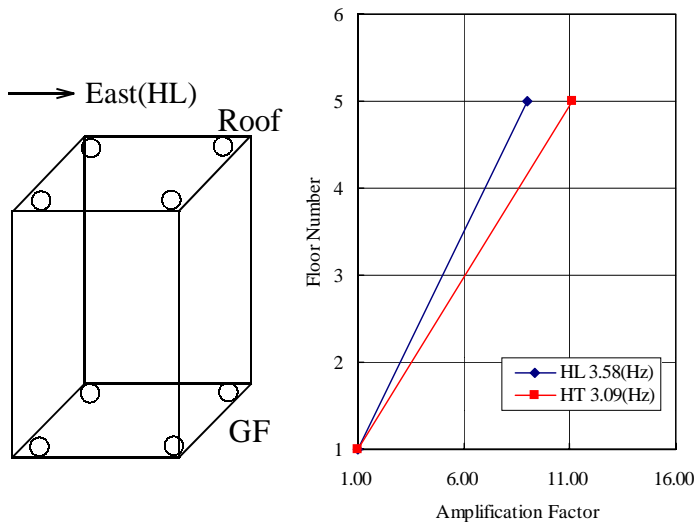 East(HL)
Roof
GF
6
5
4
3
2
1
Floor Number
1.00 6.00 11.00 16.00
Amplification Factor
HL 3.58(Hz)
HT 3.09(Hz)